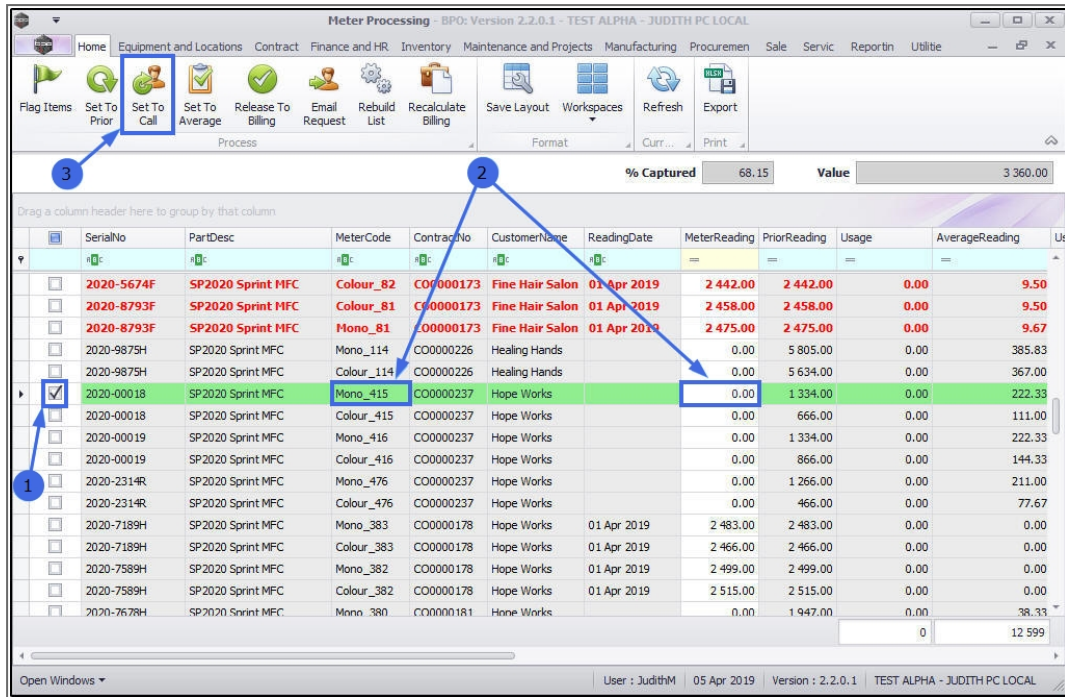 Meter Processing - BPO: Version 2.2.0.1 - TEST ALPHA - JUDITH PC LOCAL
Home Equipment and Locations Contract Finance and HR Inventory Maintenance and Projects Manufacturing Procuremen Sale Servic Reportin Utilitie
Flag Items Set To Prior Set To Call Set To Average Release To Billing Email Request Rebuild List Recalculate Billing Save Layout Workspaces Refresh Export
Process Format Curr... Print
3 2 % Captured 68.15 Value 3 360.00
Drag a column header here to group by that column
SerialNo PartDesc MeterCode ContractNo CustomerName ReadingDate MeterReading PriorReading Usage AverageReading Us
2020-5674F SP2020 Sprint MFC Colour_82 CO0000173 Fine Hair Salon 01 Apr 2019 2 442.00 2 442.00 0.00 9.50
2020-8793F SP2020 Sprint MFC Colour_81 CO0000173 Fine Hair Salon 01 Apr 2019 2 458.00 2 458.00 0.00 9.50
2020-8793F SP2020 Sprint MFC Mono_81 CO0000173 Fine Hair Salon 01 Apr 2019 2 475.00 2 475.00 0.00 9.67
2020-9875H SP2020 Sprint MFC Mono_114 CO0000226 Healing Hands 0.00 5 805.00 0.00 385.83
2020-9875H SP2020 Sprint MFC Colour_114 CO0000226 Healing Hands 0.00 5 634.00 0.00 367.00
2020-00018 SP2020 Sprint MFC Mono_415 CO0000237 Hope Works 0.00 1 334.00 0.00 222.33
2020-00018 SP2020 Sprint MFC Colour_415 CO0000237 Hope Works 0.00 666.00 0.00 111.00
2020-00019 SP2020 Sprint MFC Mono_416 CO0000237 Hope Works 0.00 1 334.00 0.00 222.33
2020-00019 SP2020 Sprint MFC Colour_416 CO0000237 Hope Works 0.00 866.00 0.00 144.33
1 2020-2314R SP2020 Sprint MFC Mono_476 CO0000237 Hope Works 0.00 1 266.00 0.00 211.00
2020-2314R SP2020 Sprint MFC Colour_476 CO0000237 Hope Works 0.00 466.00 0.00 77.67
2020-7189H SP2020 Sprint MFC Mono_383 CO0000178 Hope Works 01 Apr 2019 2 483.00 2 483.00 0.00 0.00
2020-7189H SP2020 Sprint MFC Colour_383 CO0000178 Hope Works 01 Apr 2019 2 466.00 2 466.00 0.00 0.00
2020-7589H SP2020 Sprint MFC Mono_382 CO0000178 Hope Works 01 Apr 2019 2 499.00 2 499.00 0.00 0.00
2020-7589H SP2020 Sprint MFC Colour_382 CO0000178 Hope Works 01 Apr 2019 2 515.00 2 515.00 0.00 0.00
2020-7678H SP2020 Sprint MFC Mono_380 CO0000181 Hope Works 0.00 1 947.00 0.00 38.33
0 12 599
Open Windows User : JudithM 05 Apr 2019 Version : 2.2.0.1 TEST ALPHA - JUDITH PC LOCAL